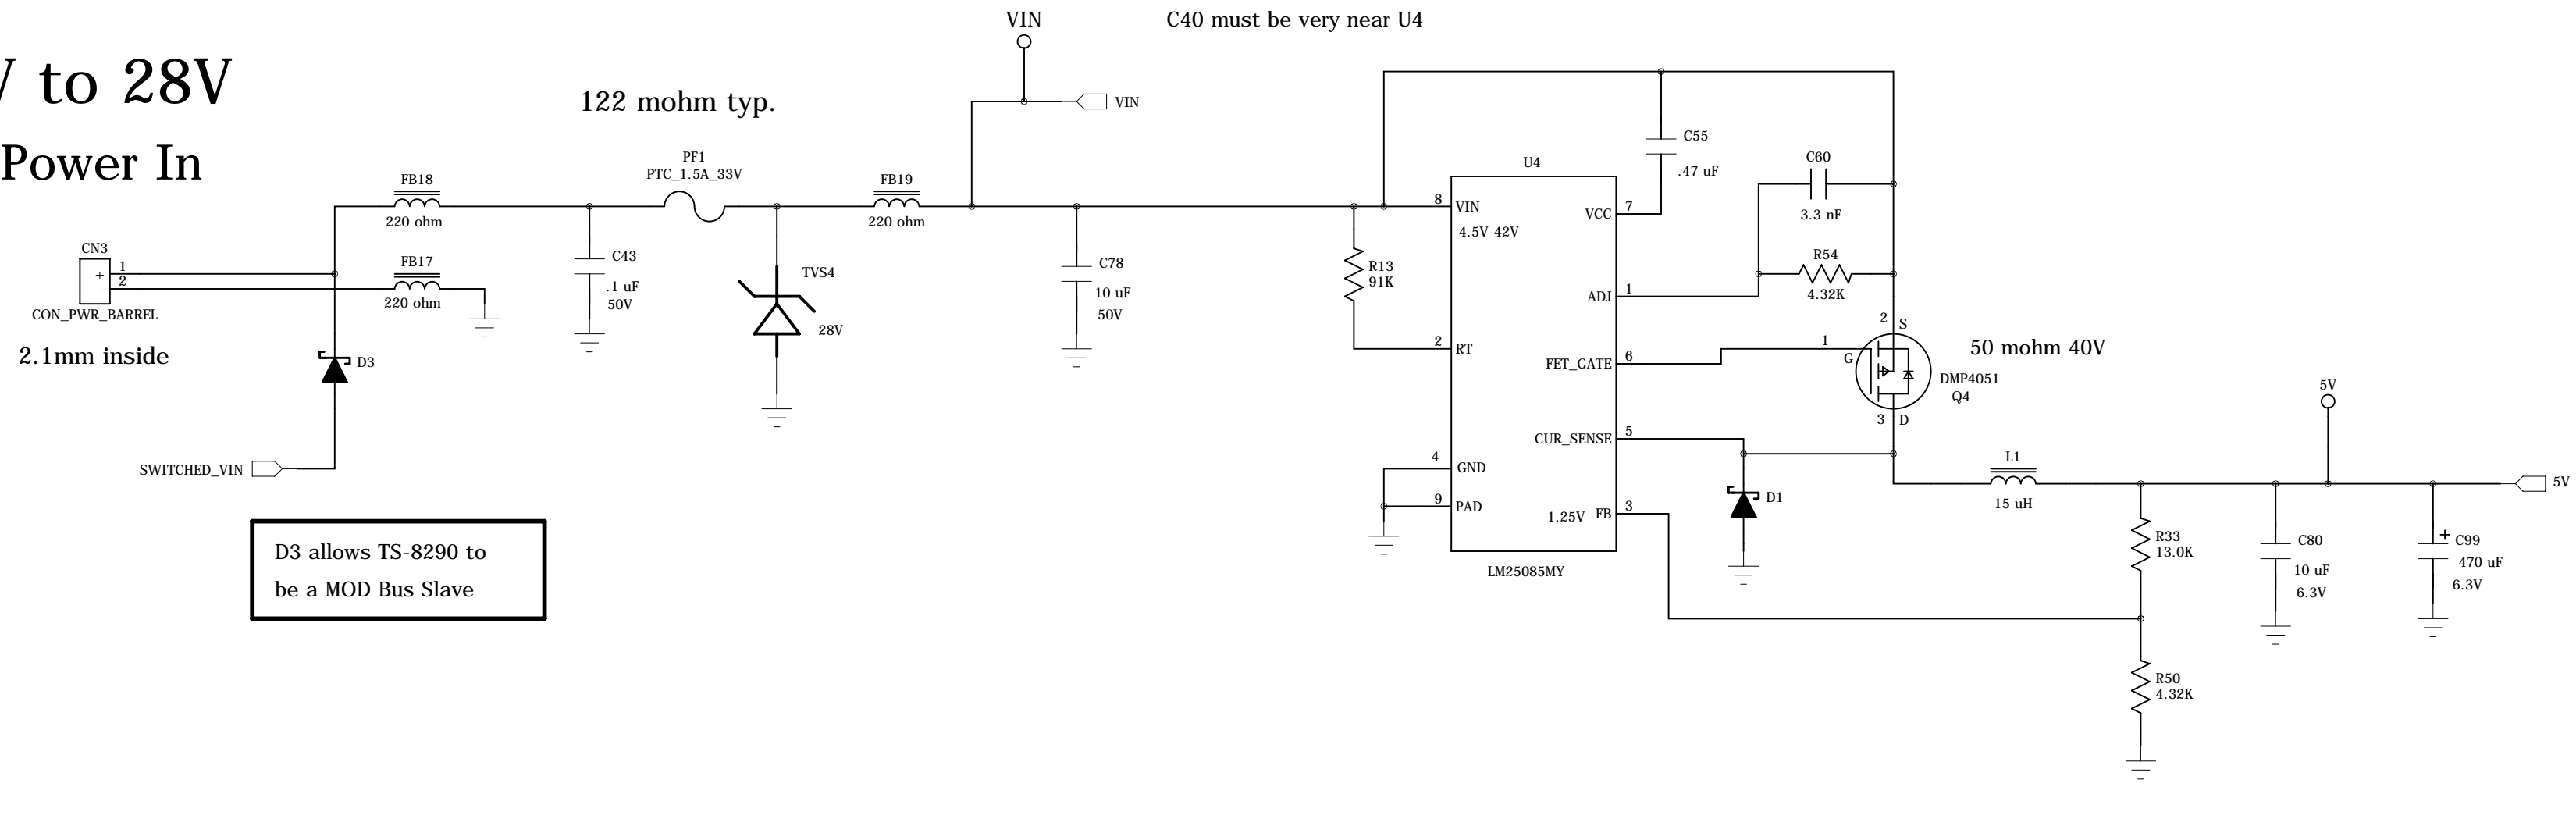 VIN
C40 must be very near U4
V to 28V
Power In
122 mohm typ.
VIN
PF1
PTC_1.5A_33V
FB18
220 ohm
FB19
220 ohm
CN3
+
-
1
2
CON_PWR_BARREL
2.1mm inside
FB17
220 ohm
C43
.1 uF
50V
TVS4
28V
C78
10 uF
50V
D3
SWITCHED_VIN
D3 allows TS-8290 to
be a MOD Bus Slave
R13
91K
U4
8
VIN
4.5V-42V
VCC
7
ADJ
1
2
RT
FET_GATE
6
CUR_SENSE
5
4
GND
9
PAD
1.25V FB
3
LM25085MY
C55
.47 uF
C60
3.3 nF
R54
4.32K
2
S
1
G
3
D
50 mohm 40V
DMP4051
Q4
D1
L1
15 uH
5V
5V
R33
13.0K
C80
10 uF
6.3V
+
C99
470 uF
6.3V
R50
4.32K